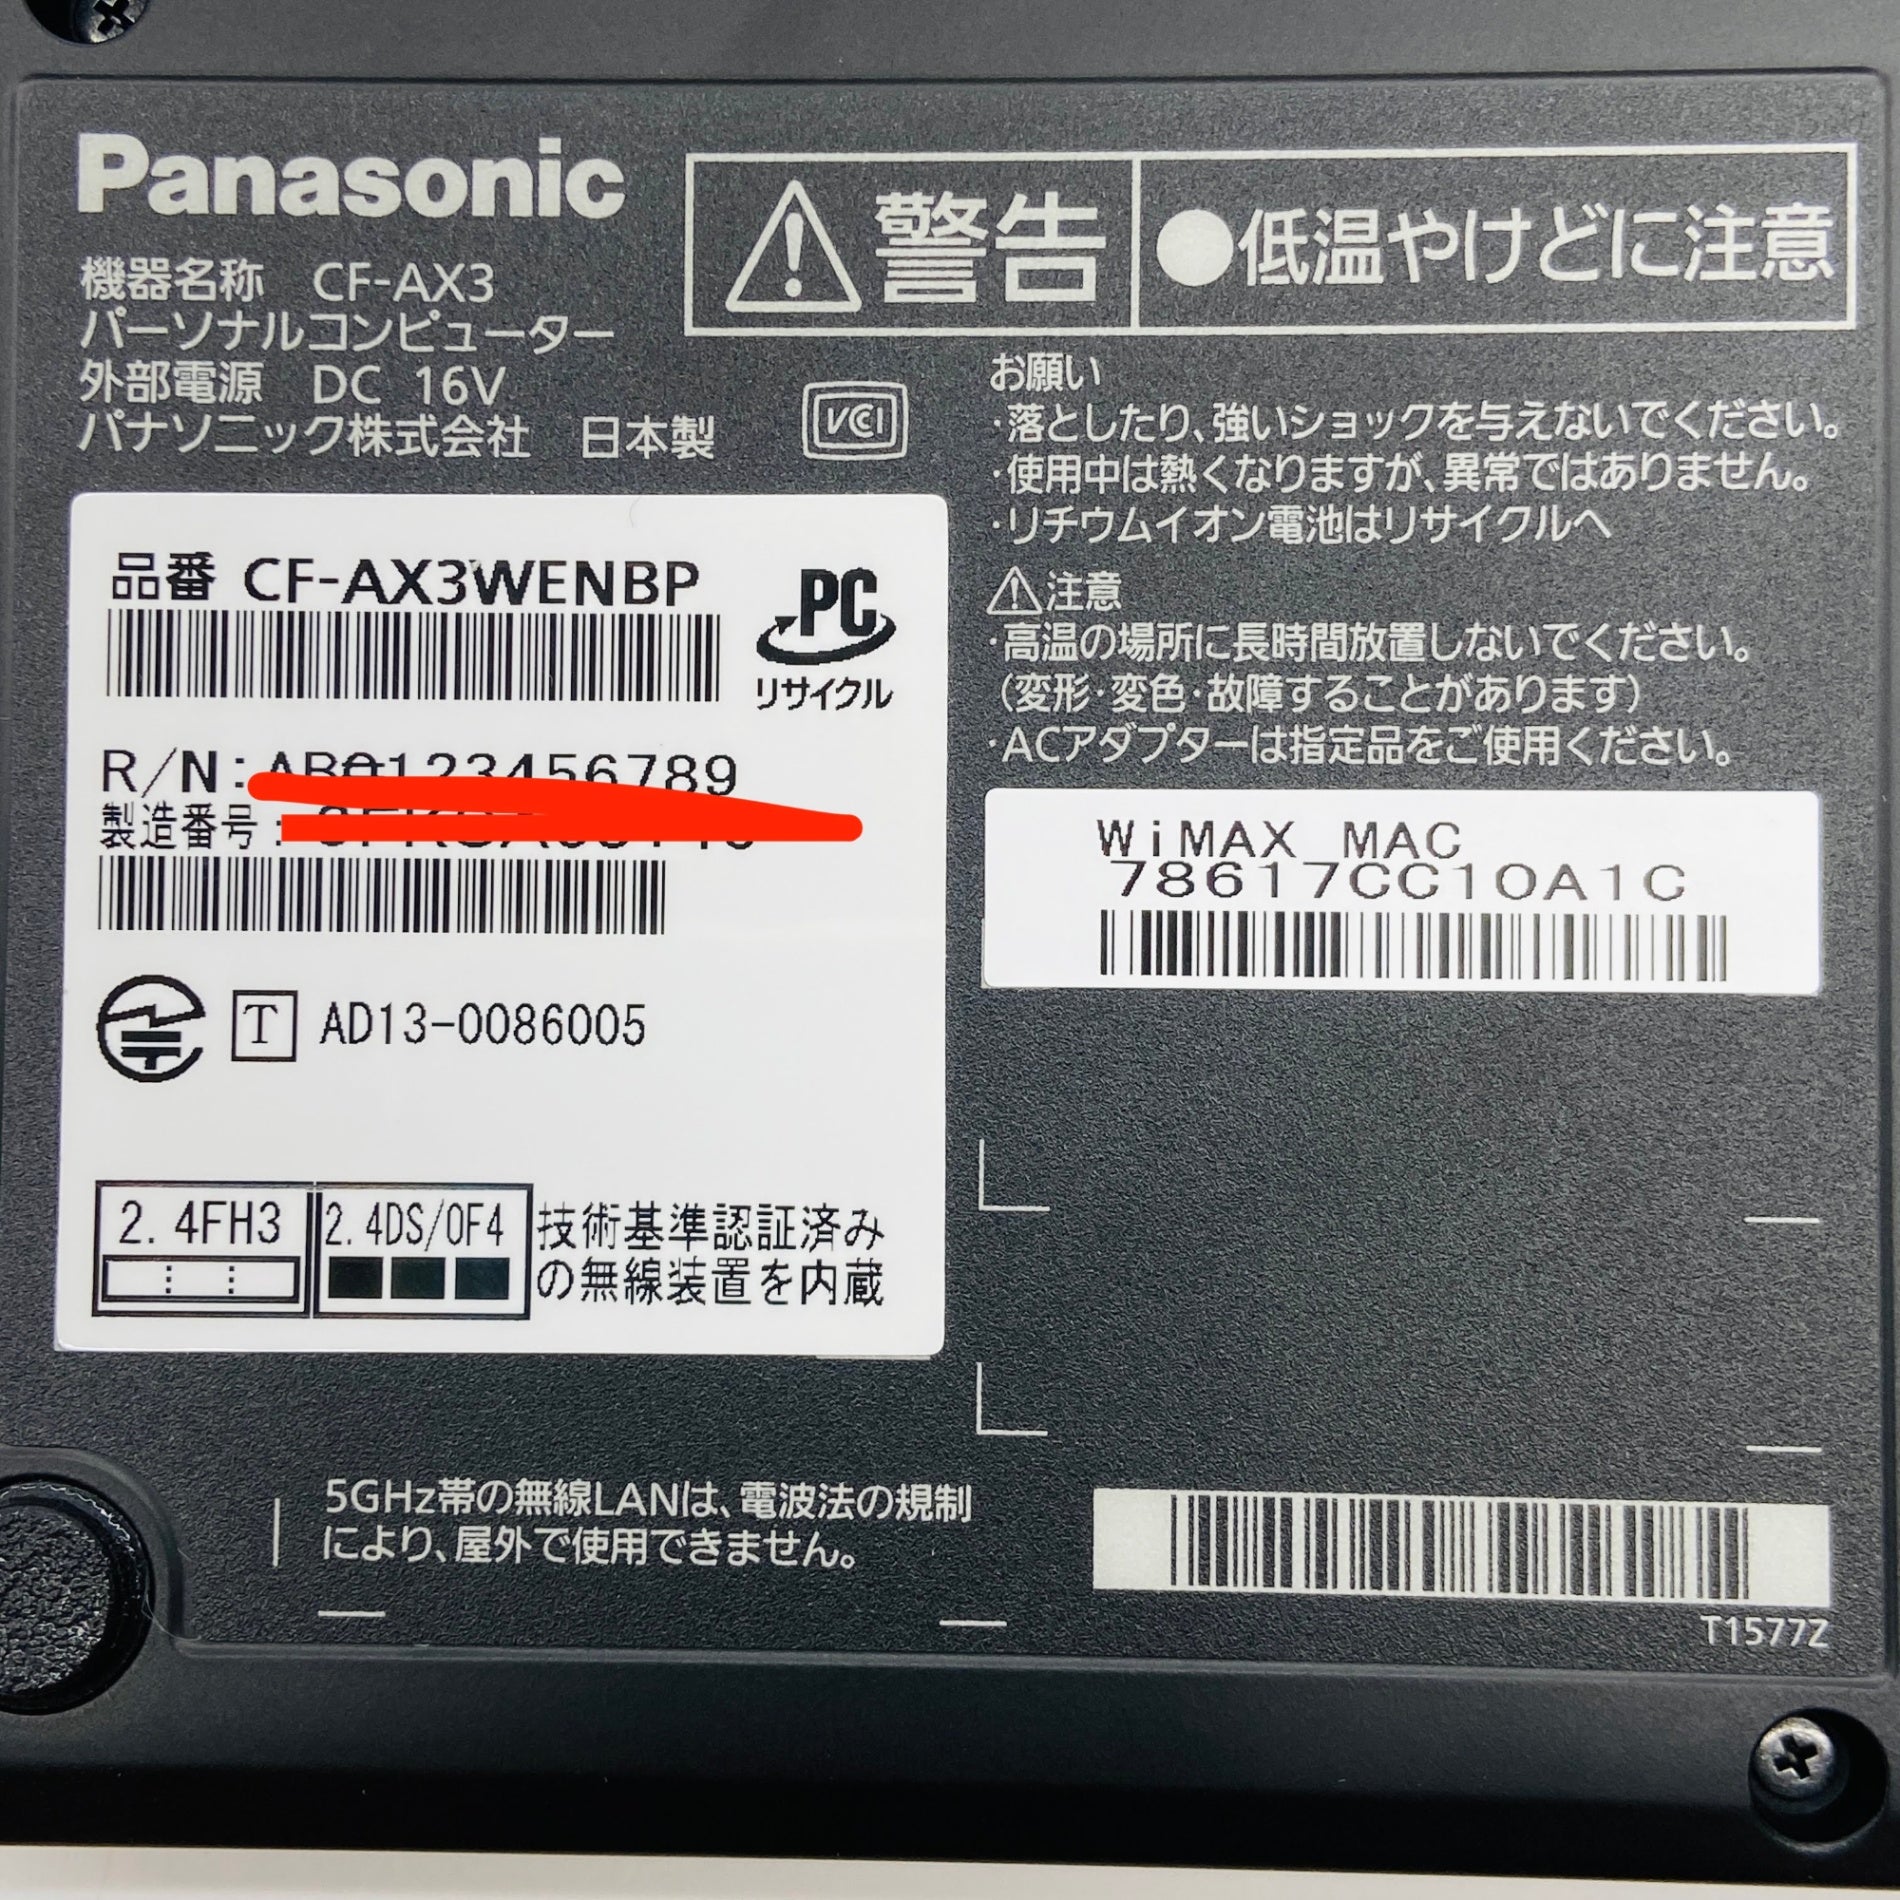 Panasonic
機器名称 CF-AX3
パーソナルコンピューター
外部電源 DC 16V
パナソニック株式会社 日本製
VCCI
警告
●低温やけどに注意
お願い
・落としたり、強いショックを与えないでください。
・使用中は熱くなりますが、異常ではありません。
・リチウムイオン電池はリサイクルへ
注意
・高温の場所に長時間放置しないでください。
（変形・変色・故障することがあります）
・ACアダプターは指定品をご使用ください。
品番 CF-AX3WENBP
PC
リサイクル
R/N:
製造番号:
T AD13-0086005
2.4FH3
2.4DS/OF4
技術基準認証済み
の無線装置を内蔵
WiMAX MAC
78617CC10A1C
5GHz帯の無線LANは、電波法の規制
により、屋外で使用できません。
T1577Z